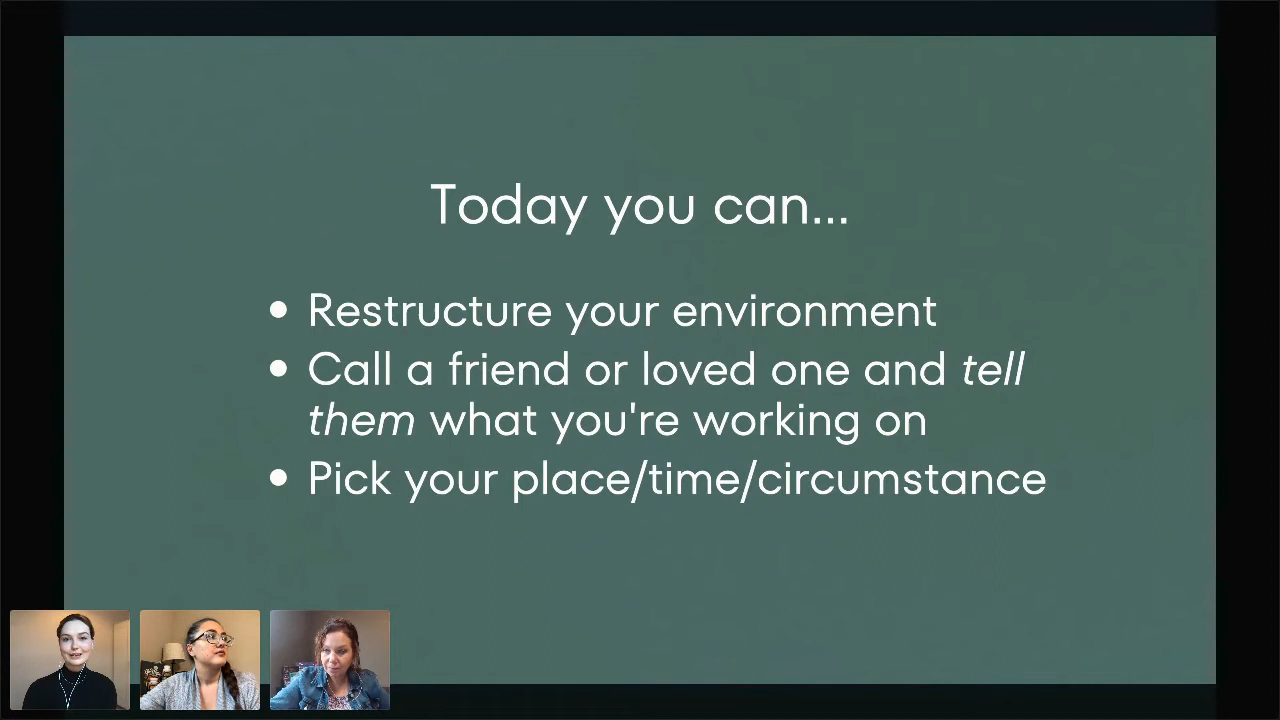 Today you can...
• Restructure your environment
• Call a friend or loved one and tell
them what you're working on
• Pick your place/time/circumstance